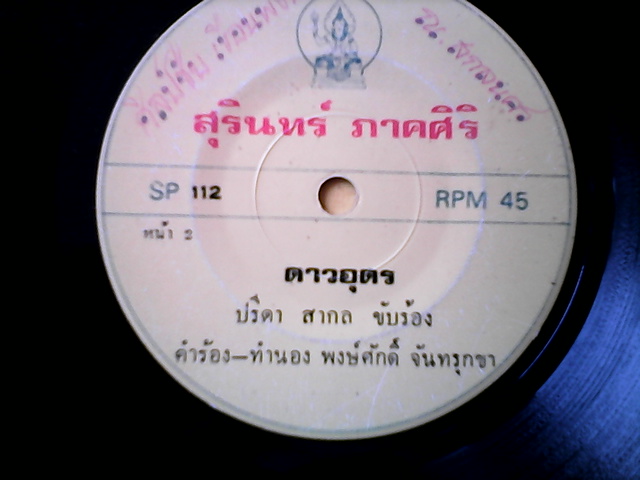 สุรินทร์ ภาคศิริ
SP 112
RPM 45
หน้า 2
ดาวอุดร
ปรีดา สากล ขับร้อง
คำร้อง-ทำนอง พงษ์ศักดิ์ จันทรุกขา